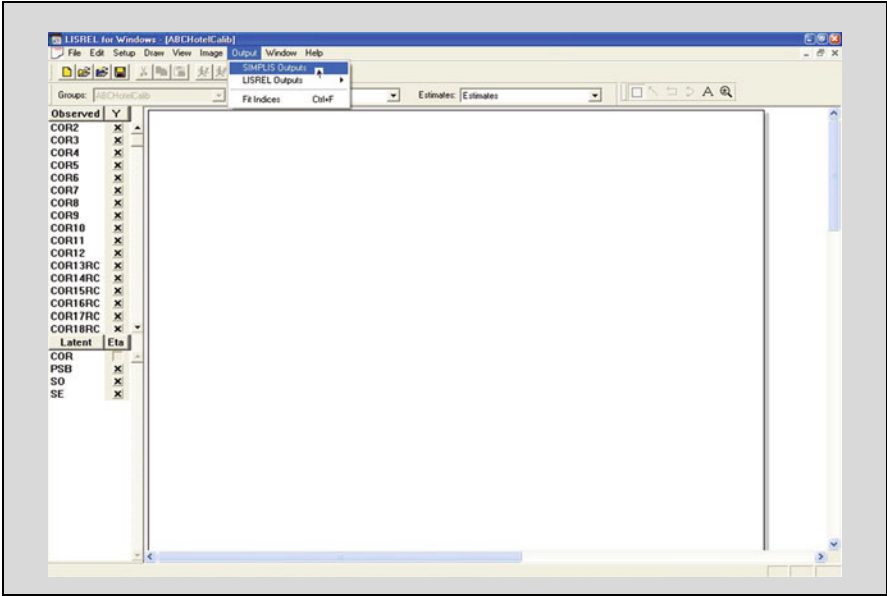 LISREL for Windows - [ABCHotelCalib]
File Edit Setup Draw View Image Output Window Help
SIMPLIS Outputs
LISREL Outputs
Fit Indices Ctrl+F
Groups: ABCHotelCalib Estimates: Estimates A
Observed Y
COR2
COR3
COR4
COR5
COR6
COR7
COR8
COR9
COR10
COR11
COR12
COR13RC
COR14RC
COR15RC
COR16RC
COR17RC
COR18RC
Latent Eta
COR
PSB
SO
SE